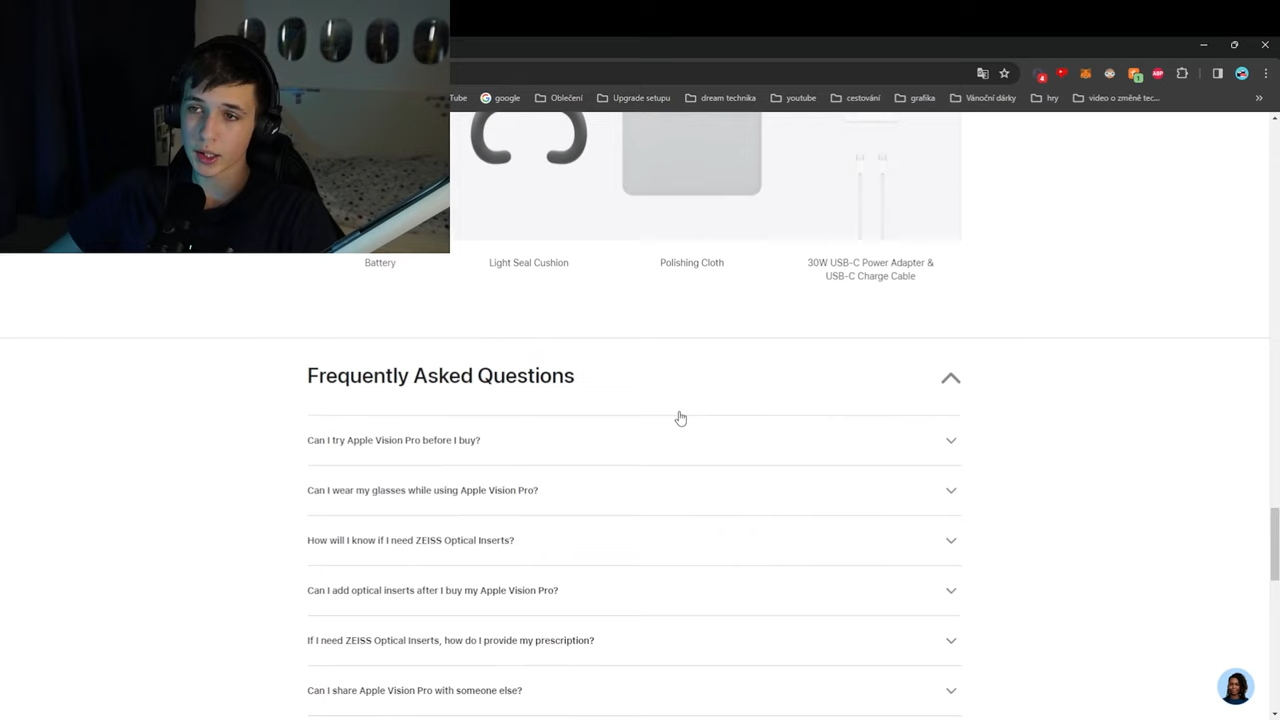 Tube
google
Oblečení
Upgrade setupu
dream technika
youtube
cestování
grafika
Vánoční dárky
hry
video o změně tec...
4
1
ABP
Battery
Light Seal Cushion
Polishing Cloth
30W USB-C Power Adapter &
USB-C Charge Cable
Frequently Asked Questions
Can I try Apple Vision Pro before I buy?
Can I wear my glasses while using Apple Vision Pro?
How will I know if I need ZEISS Optical Inserts?
Can I add optical inserts after I buy my Apple Vision Pro?
If I need ZEISS Optical Inserts, how do I provide my prescription?
Can I share Apple Vision Pro with someone else?